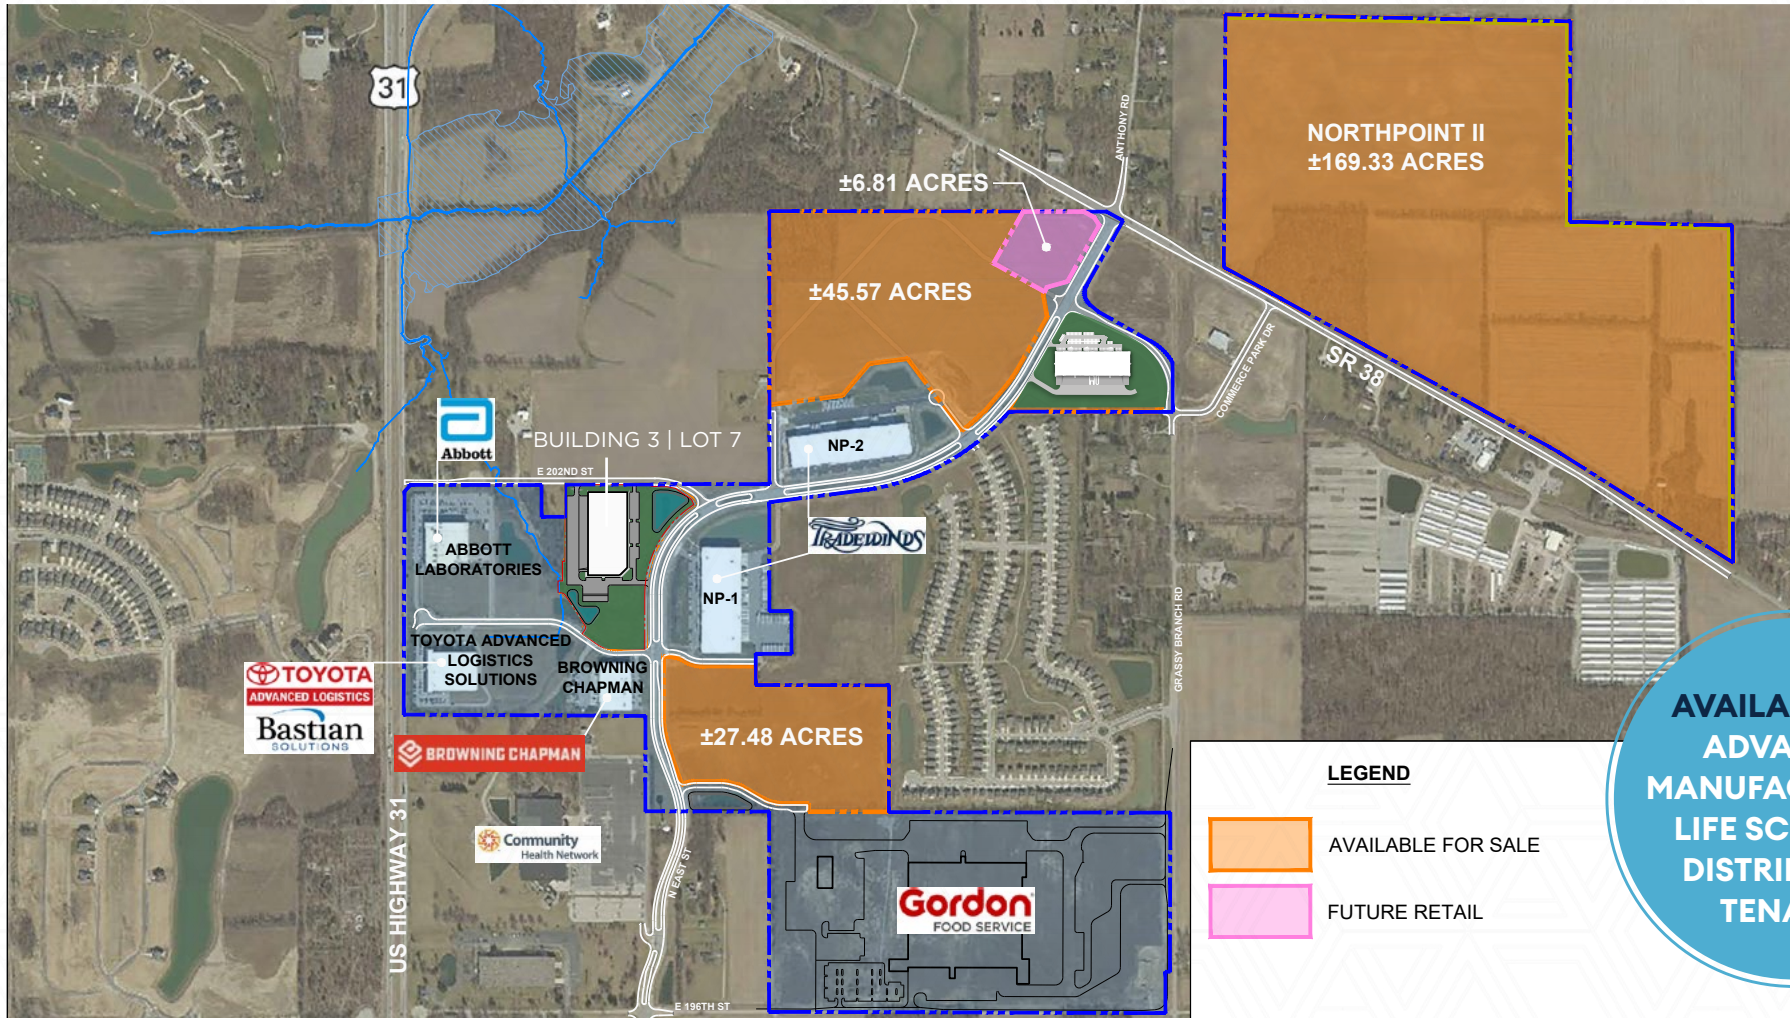 31
ANTHONY RD
NORTHPOINT II
±169.33 ACRES
±6.81 ACRES
±45.57 ACRES
COMMERCE PARK DR
SR 38
Abbott
BUILDING 3 | LOT 7
E 202ND ST
NP-2
TRADEWINDS
ABBOTT
LABORATORIES
NP-1
TOYOTA ADVANCED
LOGISTICS
SOLUTIONS
BROWNING
CHAPMAN
GRASSY BRANCH RD
TOYOTA
ADVANCED LOGISTICS
Bastian
SOLUTIONS
BROWNING CHAPMAN
±27.48 ACRES
US HIGHWAY 31
Community
Health Network
N EAST ST
Gordon
FOOD SERVICE
E 196TH ST
LEGEND
AVAILABLE FOR SALE
FUTURE RETAIL
AVAILA
ADVA
MANUFAC
LIFE SC
DISTRI
TENA